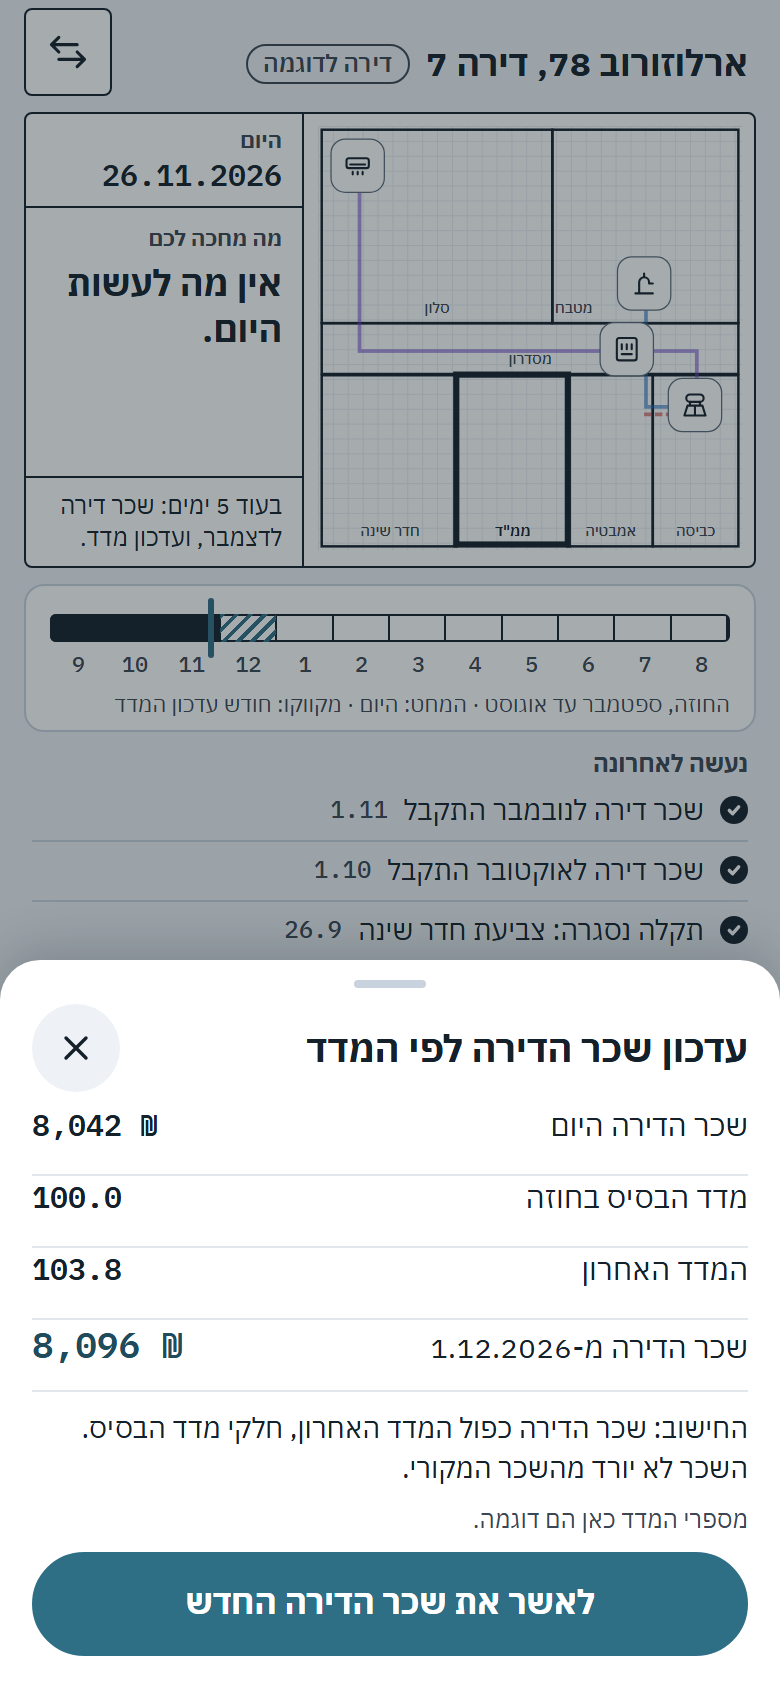 ארלוזורוב 78, דירה 7
דירה לדוגמה
היום
26.11.2026
מה מחכה לכם
אין מה לעשות
היום.
בעוד 5 ימים: שכר דירה
לדצמבר, ועדכון מדד.
סלון
מטבח
מסדרון
חדר שינה
ממ"ד
אמבטיה
כביסה
9 10 11 12 1 2 3 4 5 6 7 8
החוזה, ספטמבר עד אוגוסט · המחט: היום · מקווקו: חודש עדכון המדד
נעשה לאחרונה
שכר דירה לנובמבר התקבל 1.11
שכר דירה לאוקטובר התקבל 1.10
תקלה נסגרה: צביעת חדר שינה 26.9
עדכון שכר הדירה לפי המדד
שכר הדירה היום 8,042 ₪
מדד הבסיס בחוזה 100.0
המדד האחרון 103.8
שכר הדירה מ-1.12.2026 8,096 ₪
החישוב: שכר הדירה כפול המדד האחרון, חלקי מדד הבסיס.
השכר לא יורד מהשכר המקורי.
מספרי המדד כאן הם דוגמה.
לאשר את שכר הדירה החדש